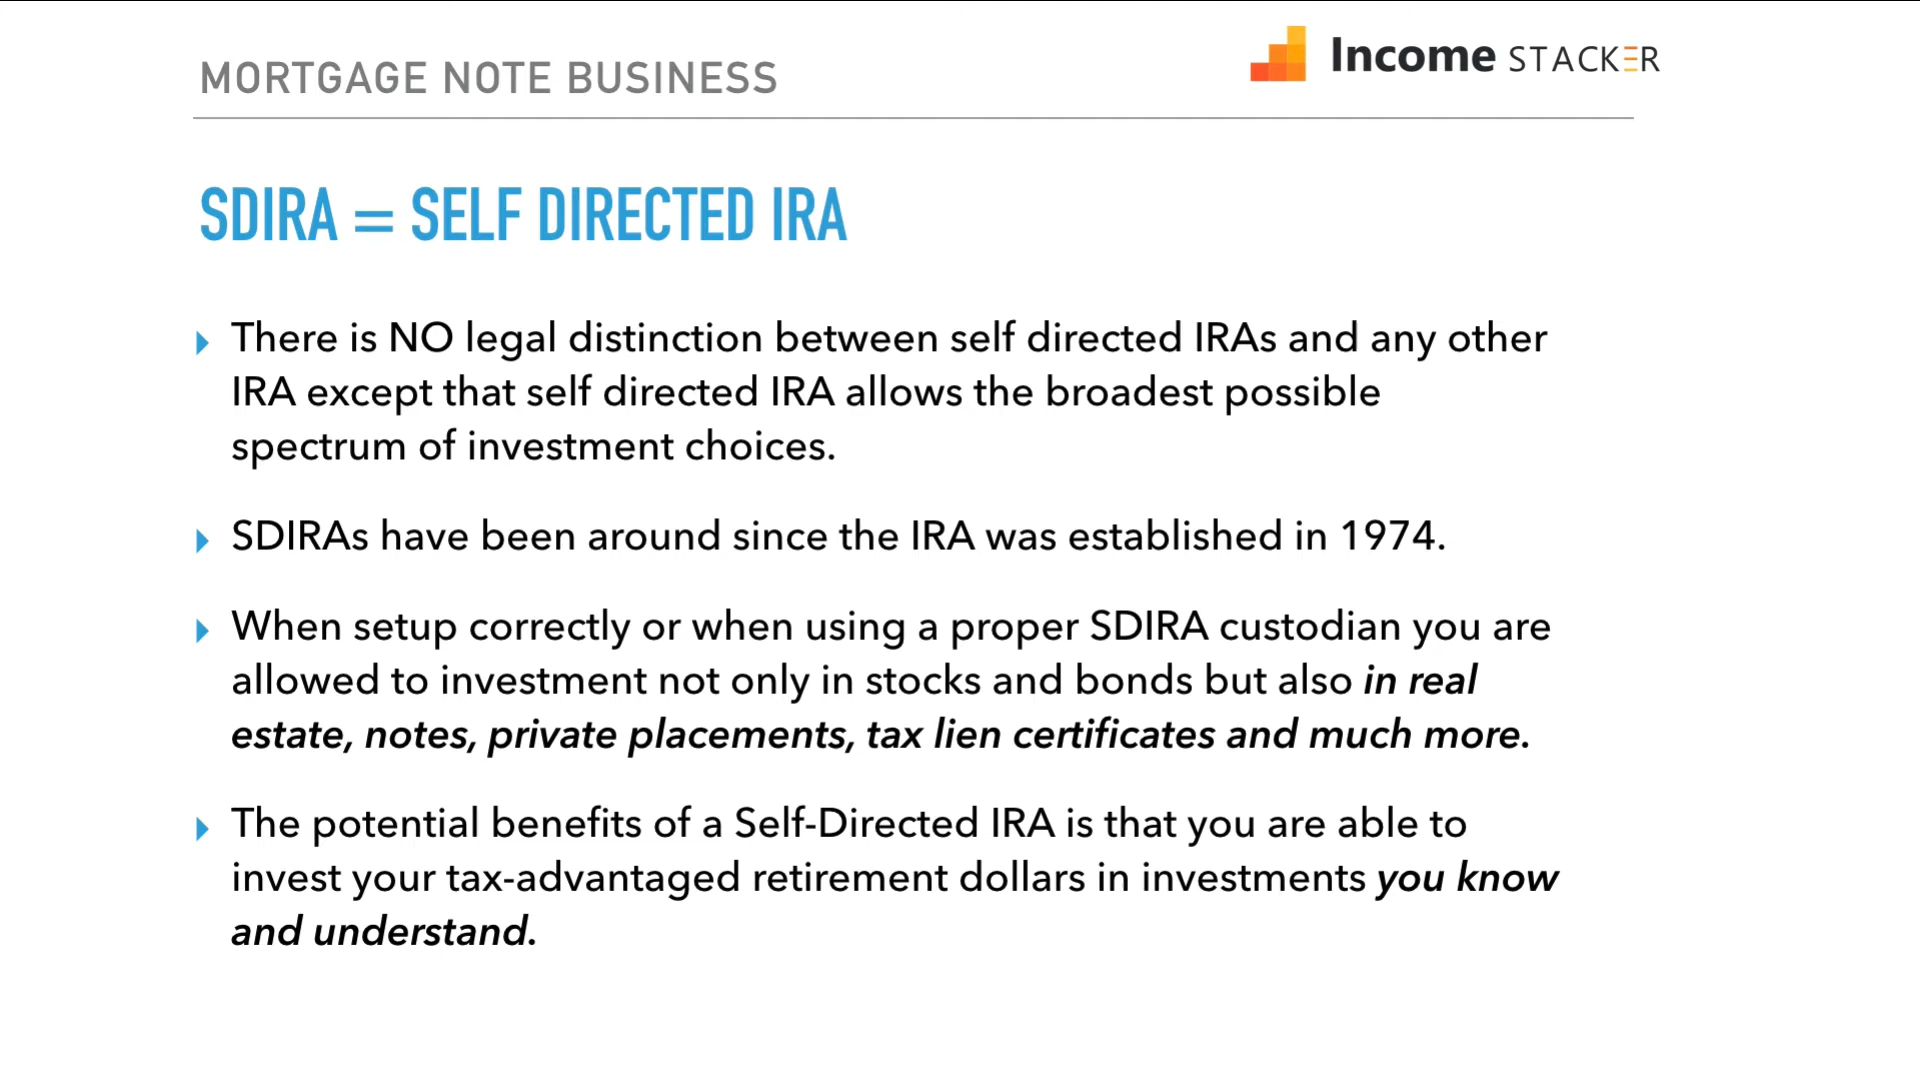 MORTGAGE NOTE BUSINESS
Income STACKER
SDIRA = SELF DIRECTED IRA
There is NO legal distinction between self directed IRAs and any other
IRA except that self directed IRA allows the broadest possible
spectrum of investment choices.
SDIRAs have been around since the IRA was established in 1974.
When setup correctly or when using a proper SDIRA custodian you are
allowed to investment not only in stocks and bonds but also in real
estate, notes, private placements, tax lien certificates and much more.
The potential benefits of a Self-Directed IRA is that you are able to
invest your tax-advantaged retirement dollars in investments you know
and understand.